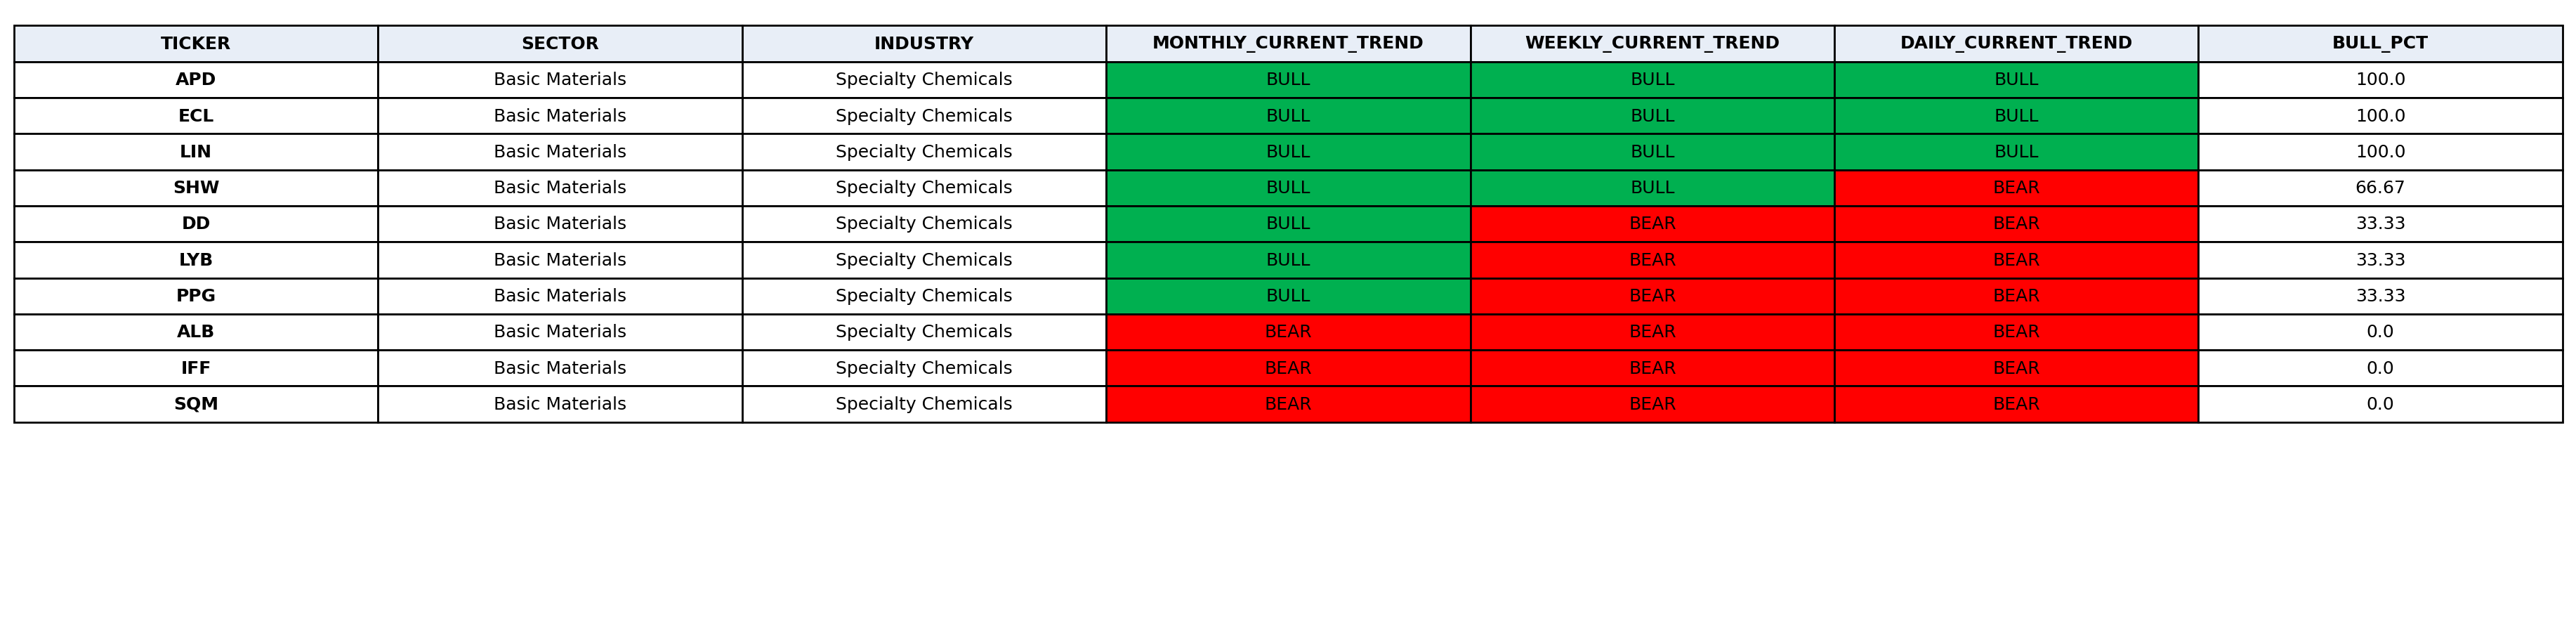 TICKER SECTOR INDUSTRY MONTHLY_CURRENT_TREND WEEKLY_CURRENT_TREND DAILY_CURRENT_TREND BULL_PCT
APD Basic Materials Specialty Chemicals BULL BULL BULL 100.0
ECL Basic Materials Specialty Chemicals BULL BULL BULL 100.0
LIN Basic Materials Specialty Chemicals BULL BULL BULL 100.0
SHW Basic Materials Specialty Chemicals BULL BULL BEAR 66.67
DD Basic Materials Specialty Chemicals BULL BEAR BEAR 33.33
LYB Basic Materials Specialty Chemicals BULL BEAR BEAR 33.33
PPG Basic Materials Specialty Chemicals BULL BEAR BEAR 33.33
ALB Basic Materials Specialty Chemicals BEAR BEAR BEAR 0.0
IFF Basic Materials Specialty Chemicals BEAR BEAR BEAR 0.0
SQM Basic Materials Specialty Chemicals BEAR BEAR BEAR 0.0